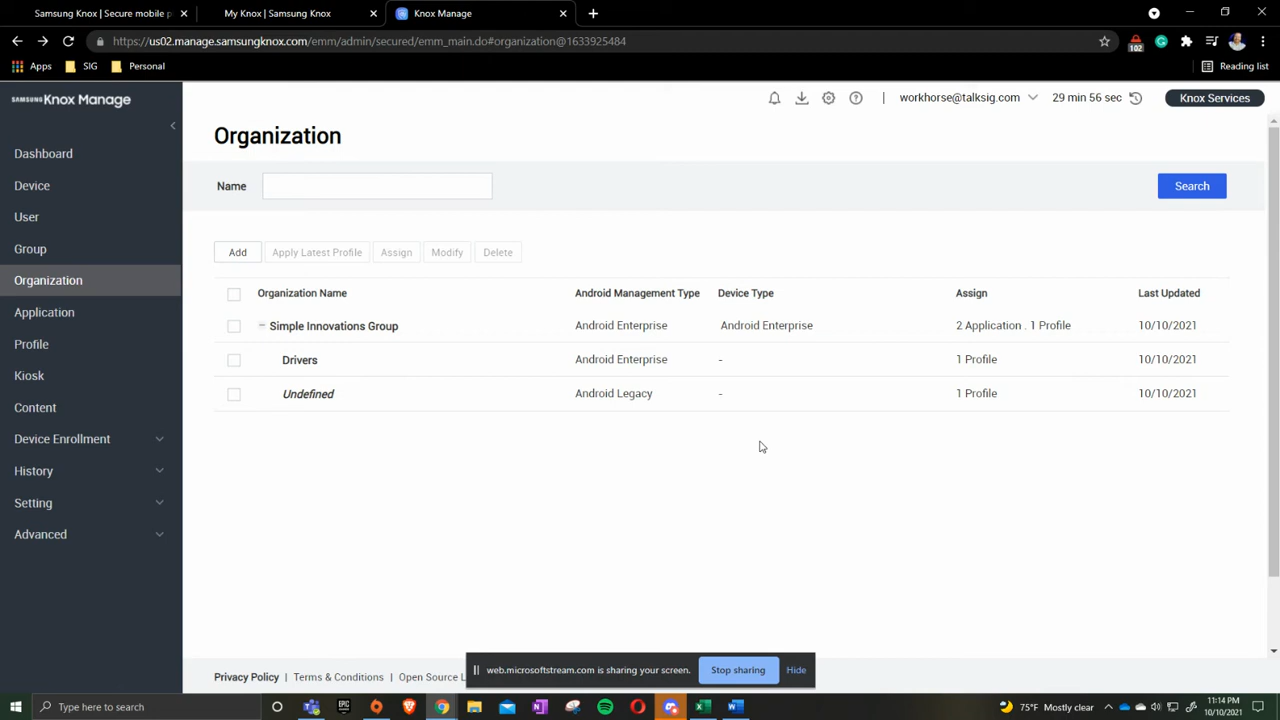 Samsung Knox | Secure mobile p
My Knox | Samsung Knox
Knox Manage
https://us02.manage.samsungknox.com/emm/admin/secured/emm_main.do#organization@1633925484
102
Apps SIG Personal Reading list
SAMSUNG Knox Manage
workhorse@talksig.com 29 min 56 sec Knox Services
Organization
Name Search
Dashboard
Device
User
Group
Organization
Application
Profile
Kiosk
Content
Device Enrollment
History
Setting
Advanced
Add Apply Latest Profile Assign Modify Delete
Organization Name Android Management Type Device Type Assign Last Updated
Simple Innovations Group Android Enterprise Android Enterprise 2 Application . 1 Profile 10/10/2021
Drivers Android Enterprise - 1 Profile 10/10/2021
Undefined Android Legacy - 1 Profile 10/10/2021
web.microsoftstream.com is sharing your screen. Stop sharing Hide
Privacy Policy | Terms & Conditions | Open Source L
Type here to search
75°F Mostly clear
11:14 PM
10/10/2021